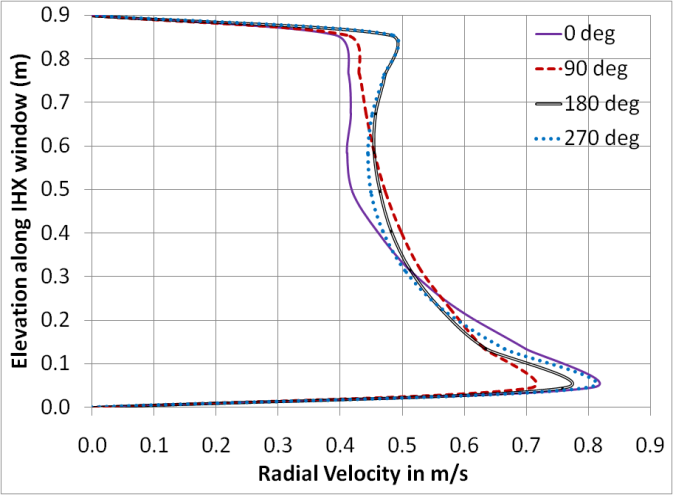 0.9
0.8
0.7
0.6
0.5
0.4
0.3
0.2
0.1
0.0
Elevation along IHX window (m)
0 deg
90 deg
180 deg
270 deg
0.0 0.1 0.2 0.3 0.4 0.5 0.6 0.7 0.8 0.9
Radial Velocity in m/s